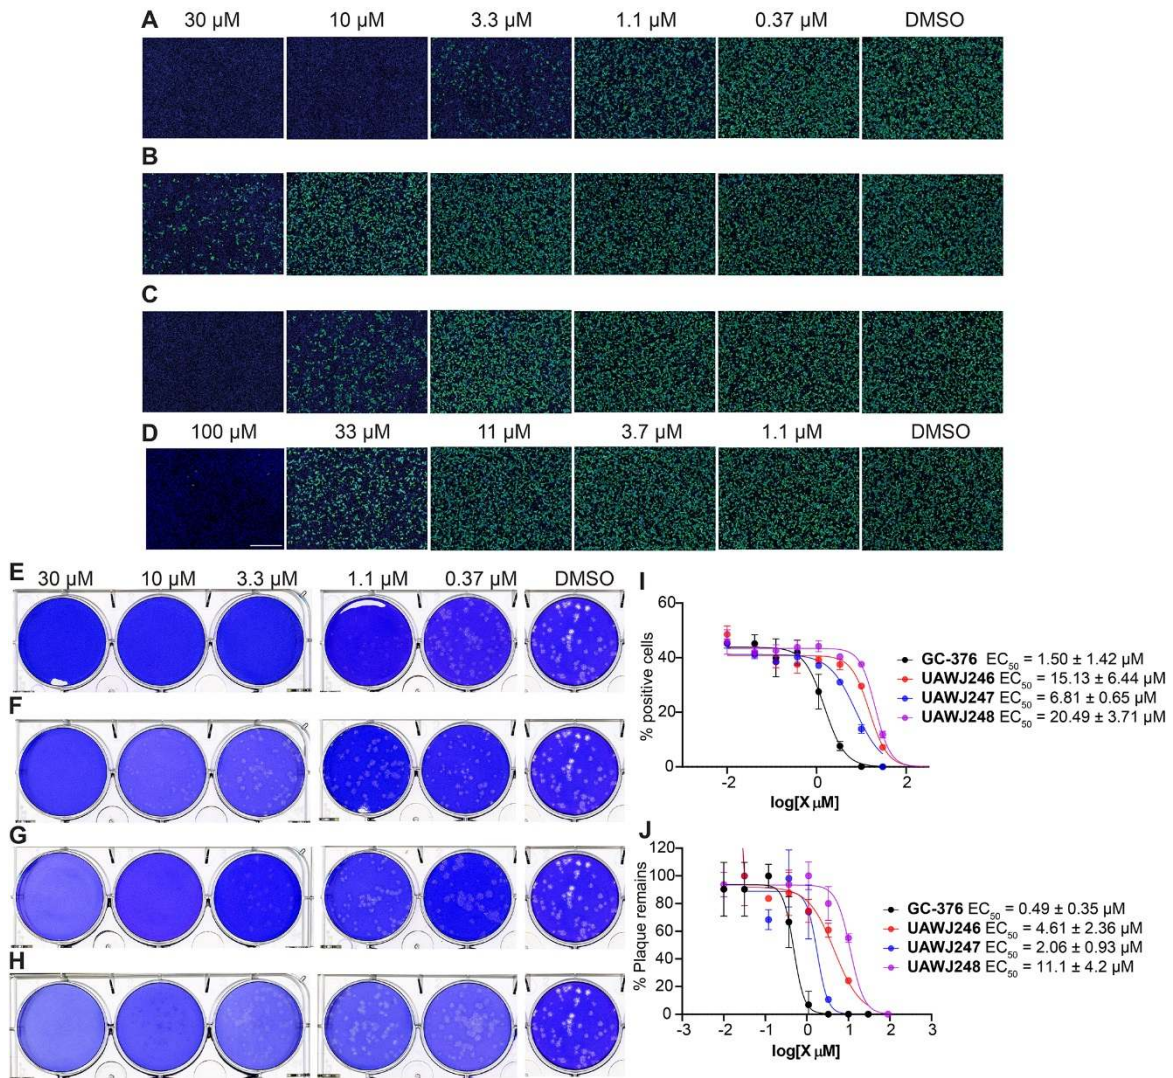 A 30 µM 10 µM 3.3 µM 1.1 µM 0.37 µM DMSO
B
C
D 100 µM 33 µM 11 µM 3.7 µM 1.1 µM DMSO
E 30 µM 10 µM 3.3 µM 1.1 µM 0.37 µM DMSO
F
G
H
I
60
40
20
0
% positive cells
-2 0 2
log[X µM]
GC-376 EC50 = 1.50 ± 1.42 µM
UAWJ246 EC50 = 15.13 ± 6.44 µM
UAWJ247 EC50 = 6.81 ± 0.65 µM
UAWJ248 EC50 = 20.49 ± 3.71 µM
J
120
100
80
60
40
20
0
% Plaque remains
-3 -2 -1 0 1 2 3
log[X µM]
GC-376 EC50 = 0.49 ± 0.35 µM
UAWJ246 EC50 = 4.61 ± 2.36 µM
UAWJ247 EC50 = 2.06 ± 0.93 µM
UAWJ248 EC50 = 11.1 ± 4.2 µM